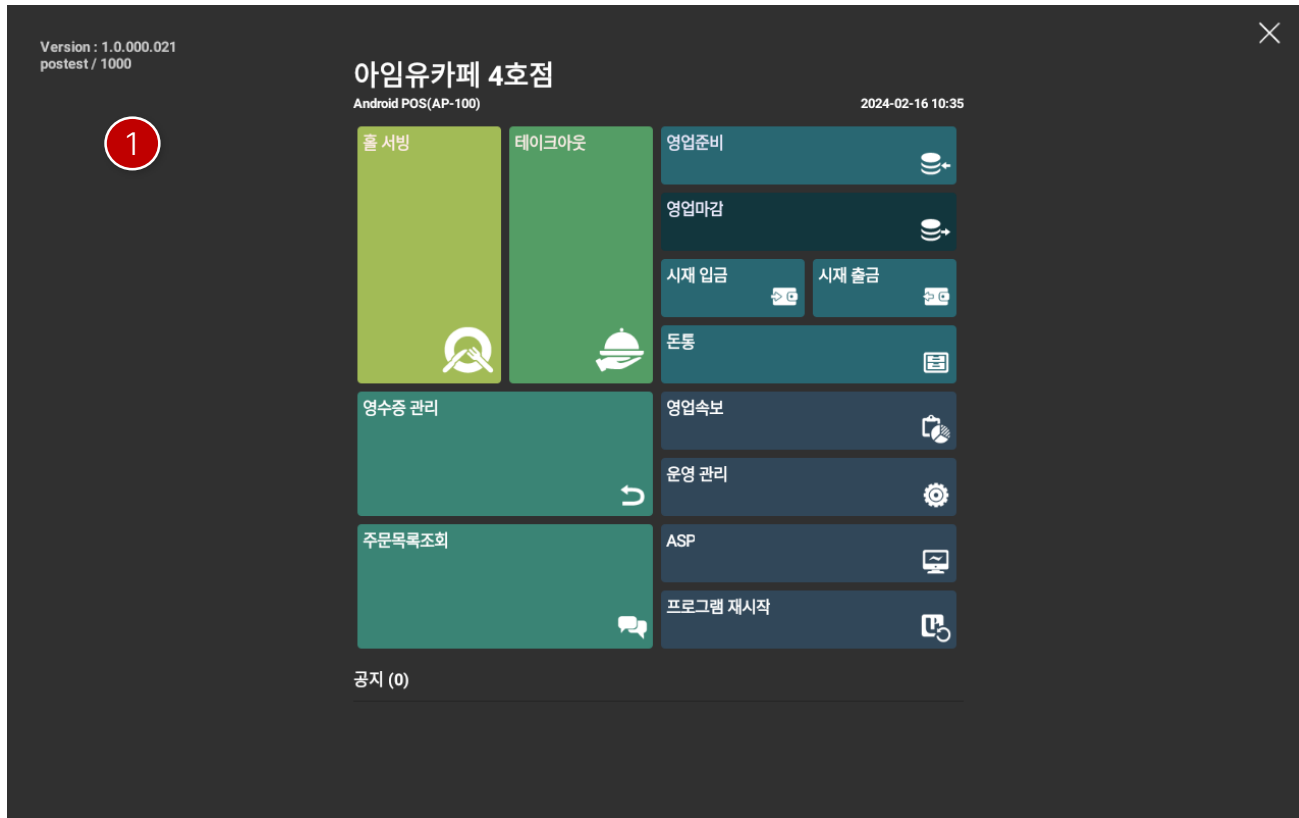 Version : 1.0.000.021
postest / 1000
1
아임유카페 4호점
Android POS(AP-100)
2024-02-16 10:35
홀 서빙
테이크아웃
영업준비
영업마감
시재 입금
시재 출금
돈통
영수증 관리
영업속보
운영 관리
주문목록조회
ASP
프로그램 재시작
공지 (0)